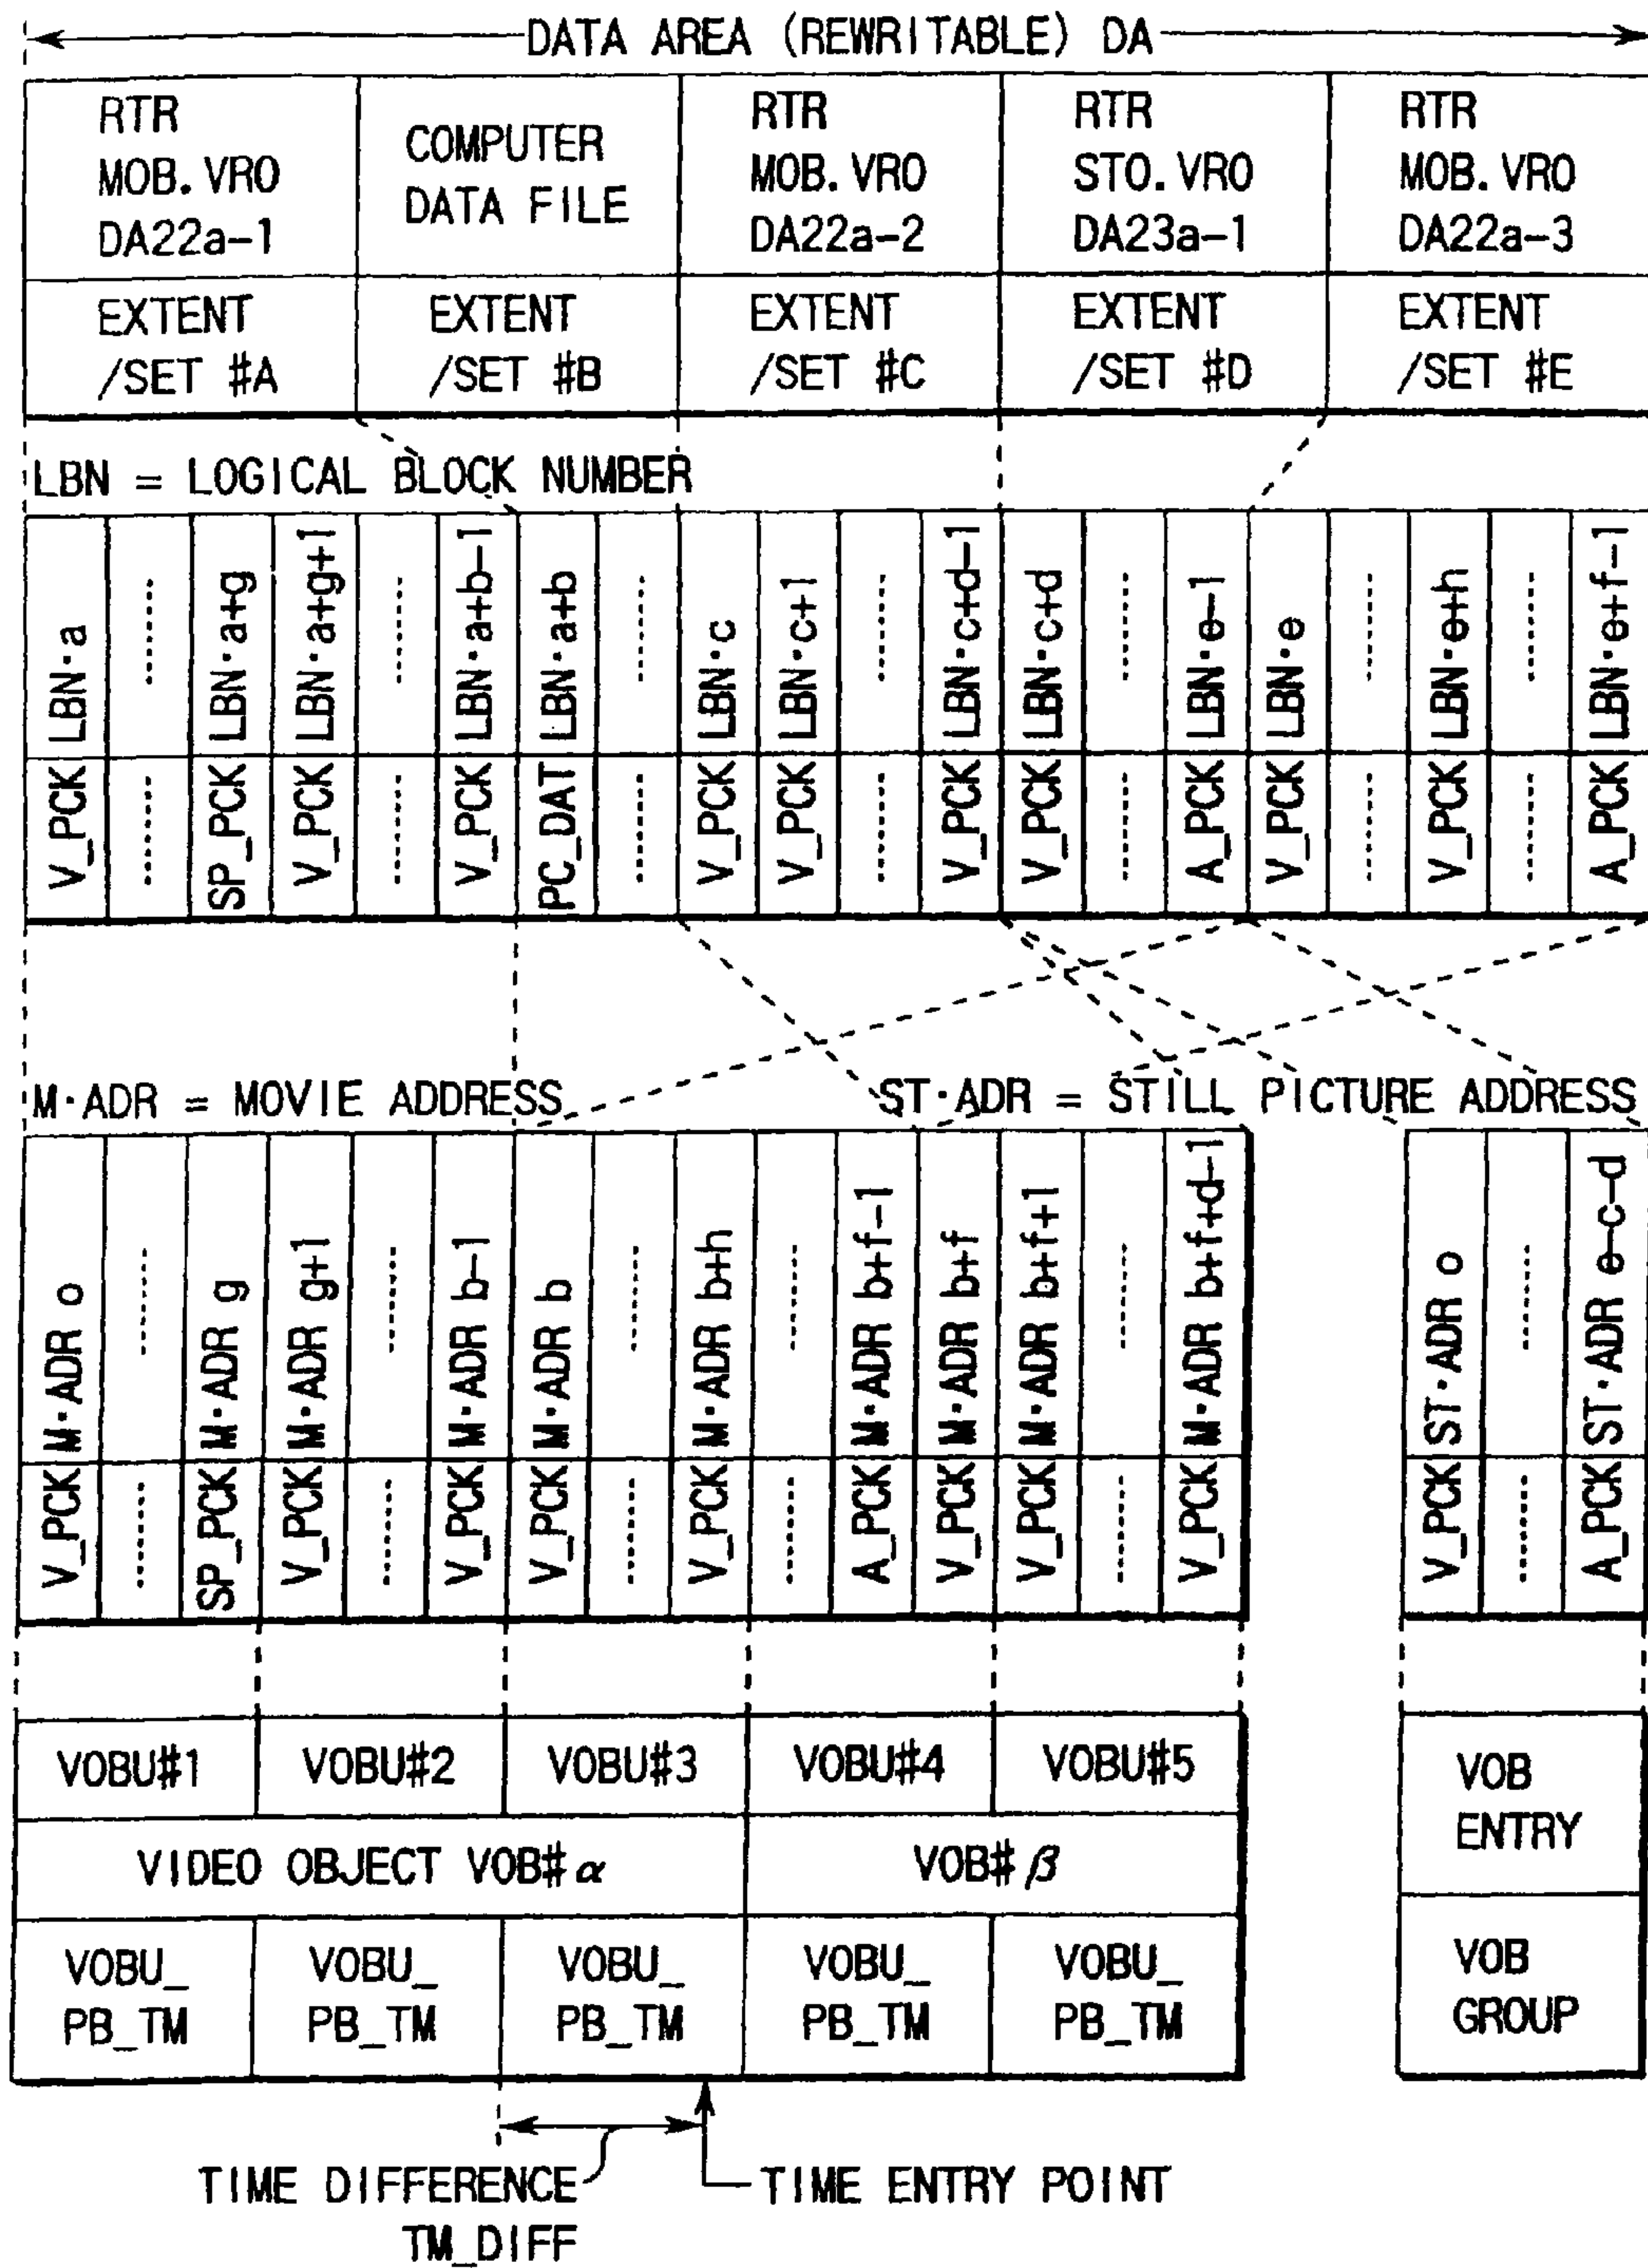 DATA AREA (REWRITABLE) DA
RTR
MOB.VRO
DA22a-1
COMPUTER
DATA FILE
RTR
MOB.VRO
DA22a-2
RTR
STO.VRO
DA23a-1
RTR
MOB.VRO
DA22a-3
EXTENT
/SET #A
EXTENT
/SET #B
EXTENT
/SET #C
EXTENT
/SET #D
EXTENT
/SET #E
LBN = LOGICAL BLOCK NUMBER
LBN·a
LBN·a+g
LBN·a+g+1
LBN·a+b-1
LBN·a+b
LBN·c
LBN·c+1
LBN·c+d-1
LBN·c+d
LBN·e-1
LBN·e
LBN·e+h
LBN·e+f-1
V_PCK
SP_PCK
V_PCK
V_PCK
PC_DAT
V_PCK
V_PCK
V_PCK
V_PCK
A_PCK
V_PCK
V_PCK
A_PCK
M·ADR = MOVIE ADDRESS
ST·ADR = STILL PICTURE ADDRESS
M·ADR o
M·ADR g
M·ADR g+1
M·ADR b-1
M·ADR b
M·ADR b+h
M·ADR b+f-1
M·ADR b+f
M·ADR b+f+1
M·ADR b+f+d-1
ST·ADR o
ST·ADR e-c-d
V_PCK
SP_PCK
V_PCK
V_PCK
V_PCK
V_PCK
A_PCK
V_PCK
V_PCK
V_PCK
V_PCK
A_PCK
VOBU#1
VOBU#2
VOBU#3
VOBU#4
VOBU#5
VOB
ENTRY
VIDEO OBJECT VOB#α
VOB#β
VOBU_
PB_TM
VOBU_
PB_TM
VOBU_
PB_TM
VOBU_
PB_TM
VOBU_
PB_TM
VOB
GROUP
TIME DIFFERENCE
TM_DIFF
TIME ENTRY POINT